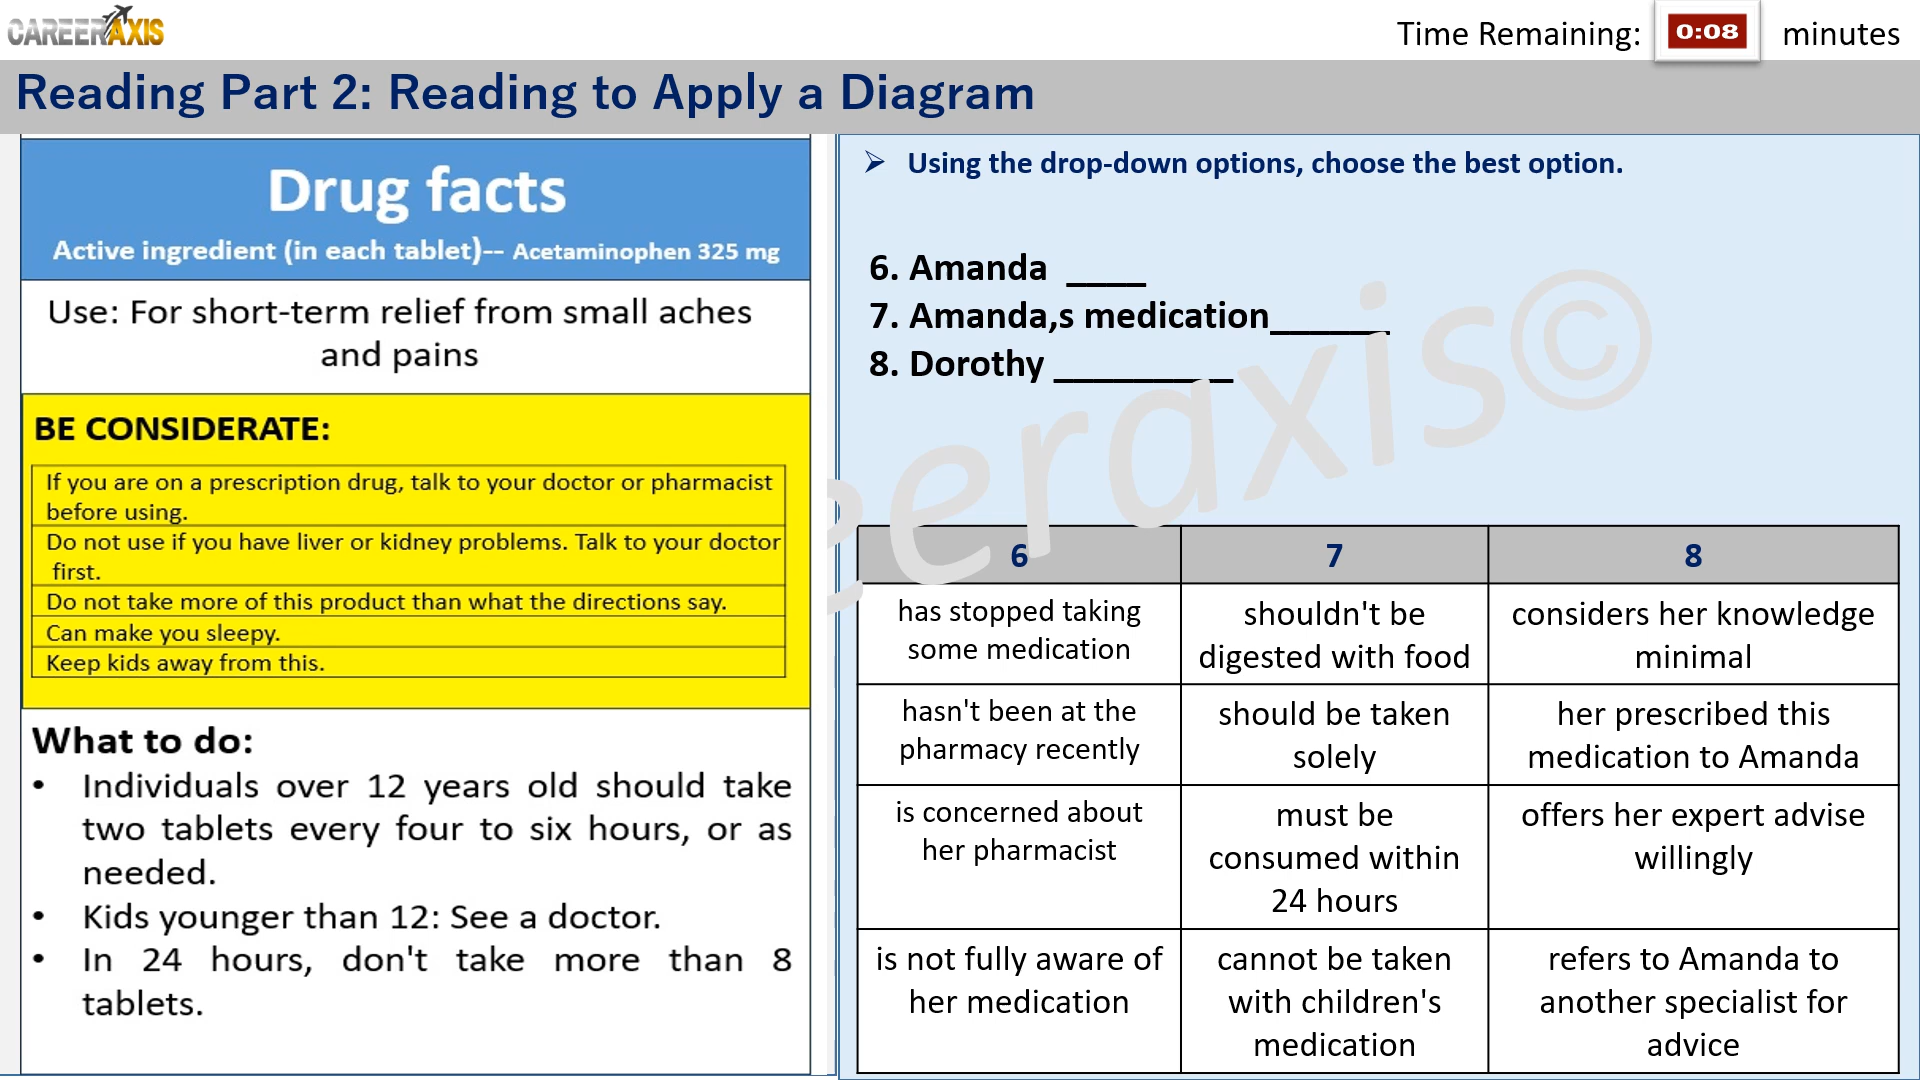 CAREERAXIS
Time Remaining: 0:08 minutes
Reading Part 2: Reading to Apply a Diagram
Drug facts
Active ingredient (in each tablet)-- Acetaminophen 325 mg
Use: For short-term relief from small aches
and pains
BE CONSIDERATE:
If you are on a prescription drug, talk to your doctor or pharmacist
before using.
Do not use if you have liver or kidney problems. Talk to your doctor
first.
Do not take more of this product than what the directions say.
Can make you sleepy.
Keep kids away from this.
What to do:
• Individuals over 12 years old should take
two tablets every four to six hours, or as
needed.
• Kids younger than 12: See a doctor.
• In 24 hours, don't take more than 8
tablets.
➢ Using the drop-down options, choose the best option.
6. Amanda ____
7. Amanda,s medication______
8. Dorothy _________
eraxis©
6 7 8
has stopped taking
some medication
shouldn't be
digested with food
considers her knowledge
minimal
hasn't been at the
pharmacy recently
should be taken
solely
her prescribed this
medication to Amanda
is concerned about
her pharmacist
must be
consumed within
24 hours
offers her expert advise
willingly
is not fully aware of
her medication
cannot be taken
with children's
medication
refers to Amanda to
another specialist for
advice